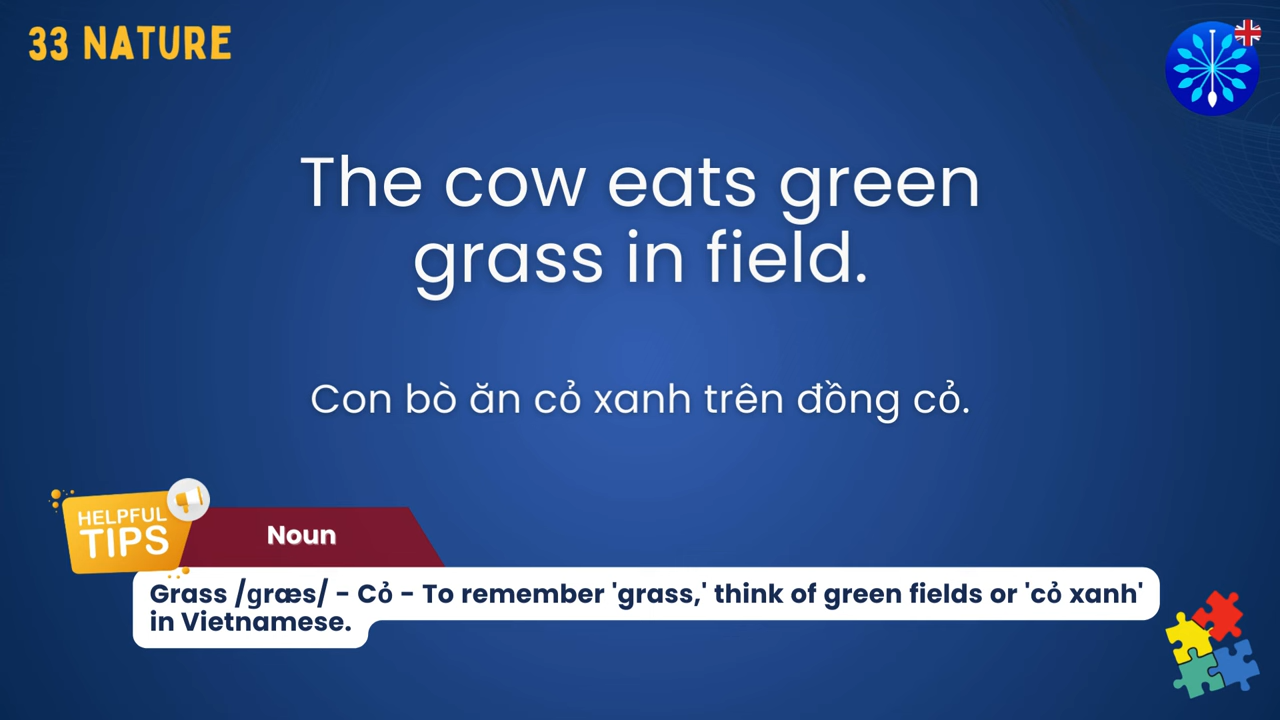 33 NATURE
The cow eats green
grass in field.
Con bò ăn cỏ xanh trên đồng cỏ.
HELPFUL
TIPS
Noun
Grass /ɡræs/ - Cỏ - To remember 'grass,' think of green fields or 'cỏ xanh'
in Vietnamese.